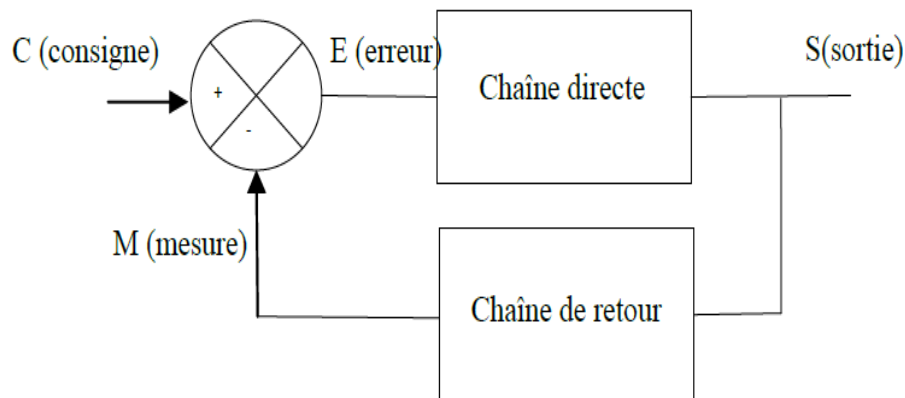 C (consigne)
E (erreur)
S(sortie)
Chaîne directe
+
-
M (mesure)
Chaîne de retour